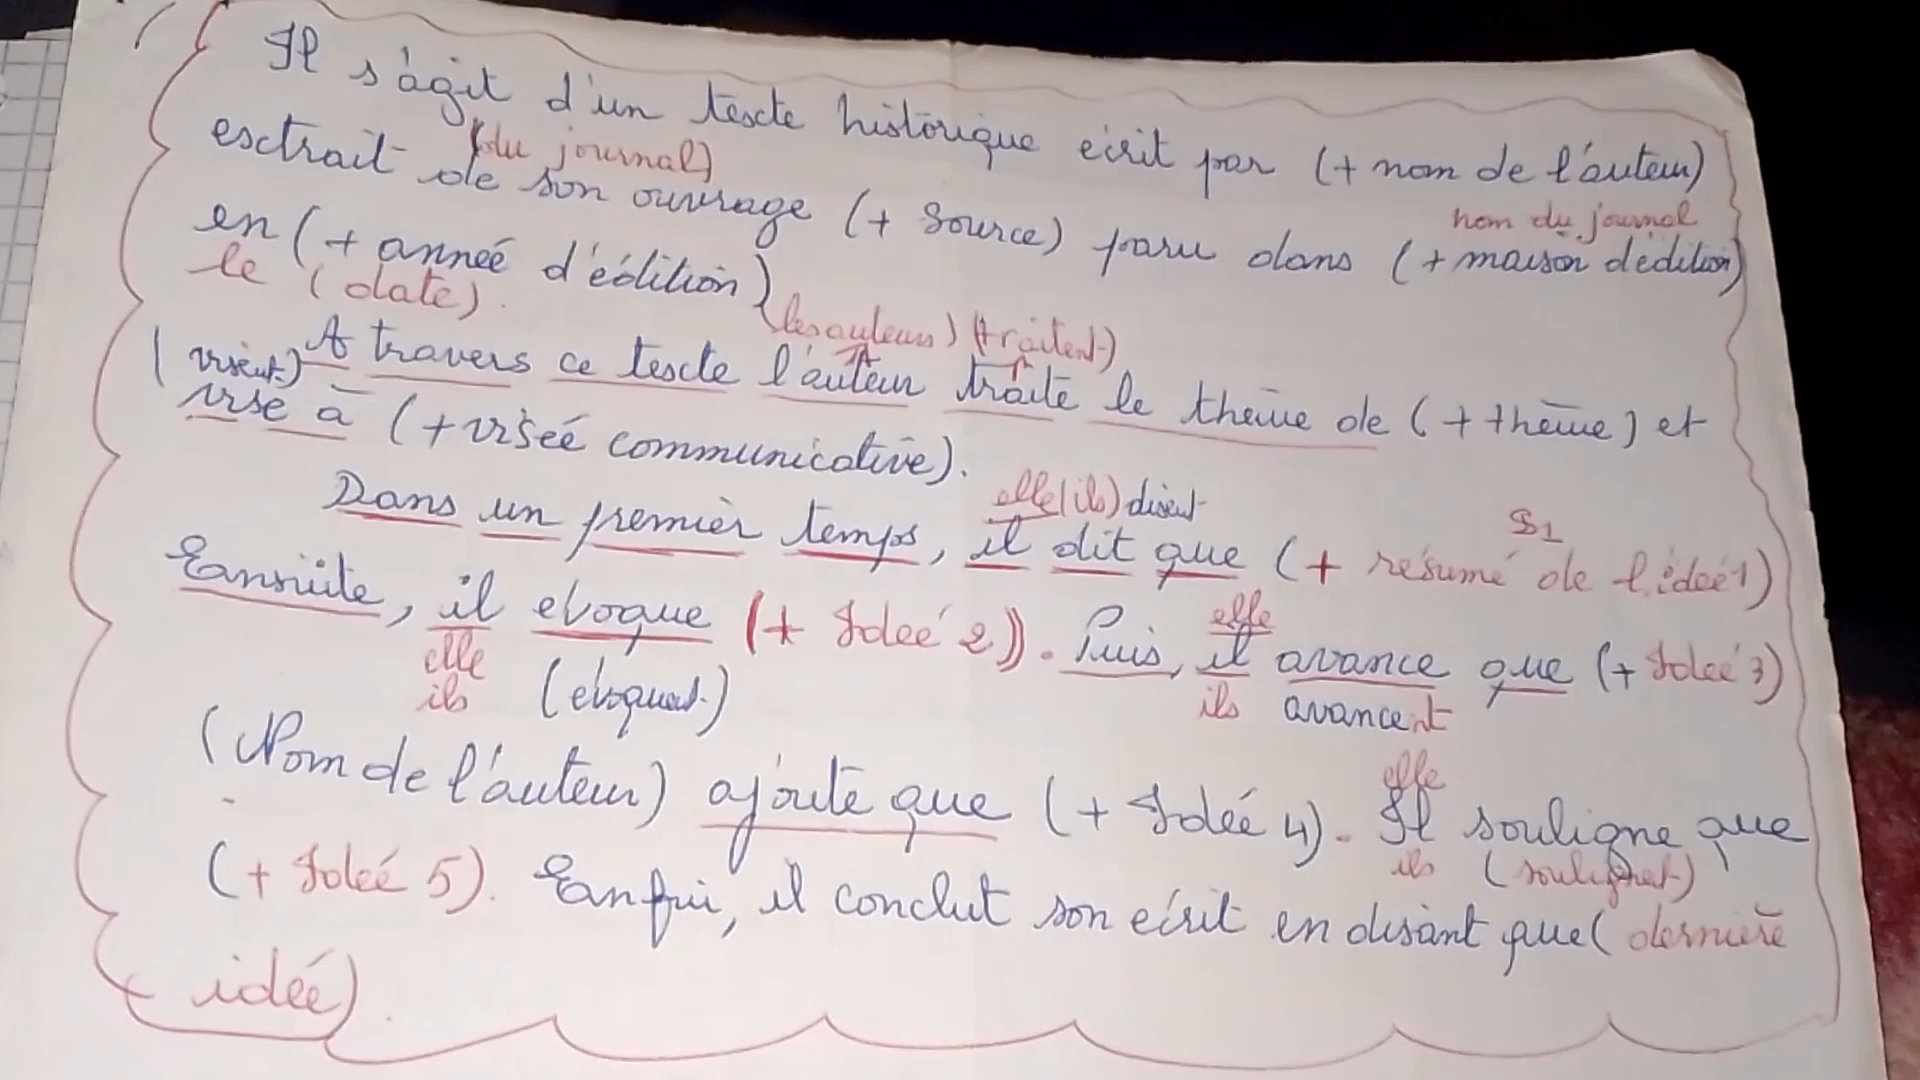 Il s'agit d'un texte historique écrit par (+ nom de l'auteur)
(du journal)
extrait de son ouvrage (+ Source) paru dans (+ maison d'édition)
nom du journal
en (+ année d'édition)
le (date).
(les auteurs) (traitent)
A travers ce texte l'auteur traite le thème de (+ thème) et
(visent)
vise à (+ visée communicative).
elle (ils) disent
Dans un premier temps, il dit que (+ résumé de l'idée 1)
S1
Ensuite, il evoque (+ Idée 2)). Puis, il avance que (+ Idée 3)
elle
elle
ils (évoquent) ils avancent
(Nom de l'auteur) ajoute que (+ Idée 4). Il souligne que
elle
ils (soulignent)
(+ Idée 5). Enfin, il conclut son écrit en disant que (dernière
idée).